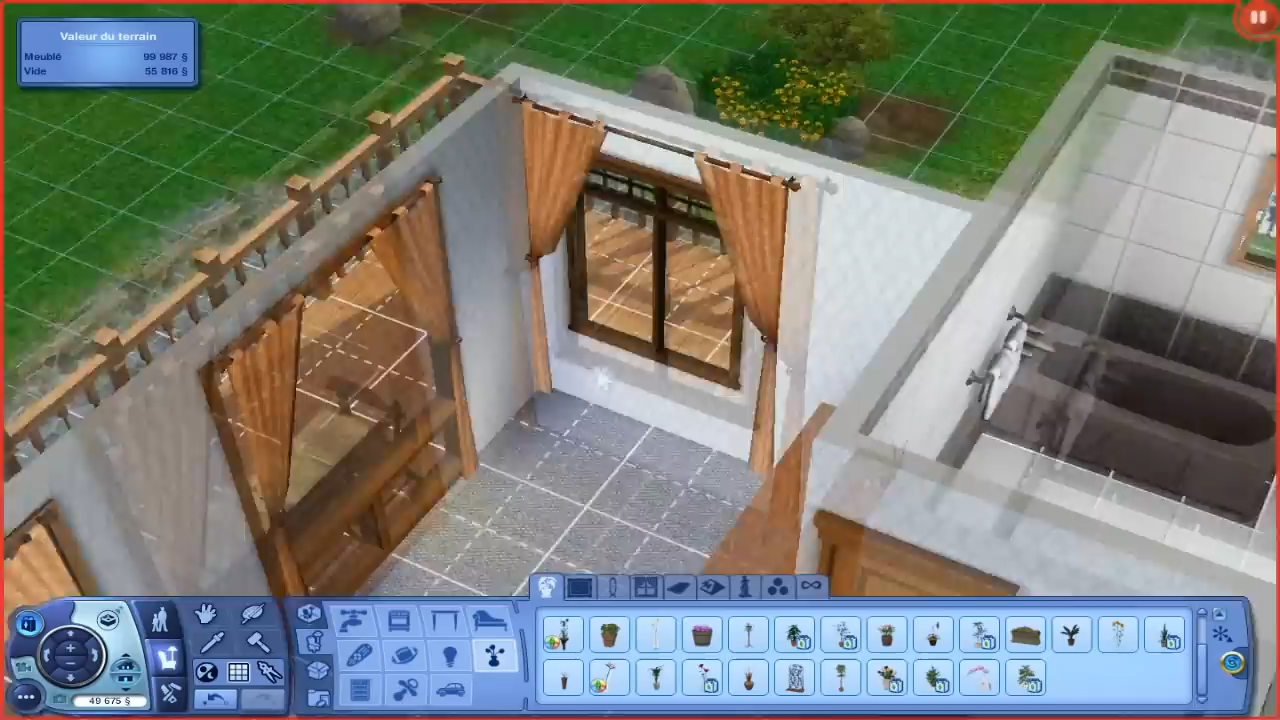 Valeur du terrain
Meublé 99 987 §
Vide 55 816 §
49 675 §